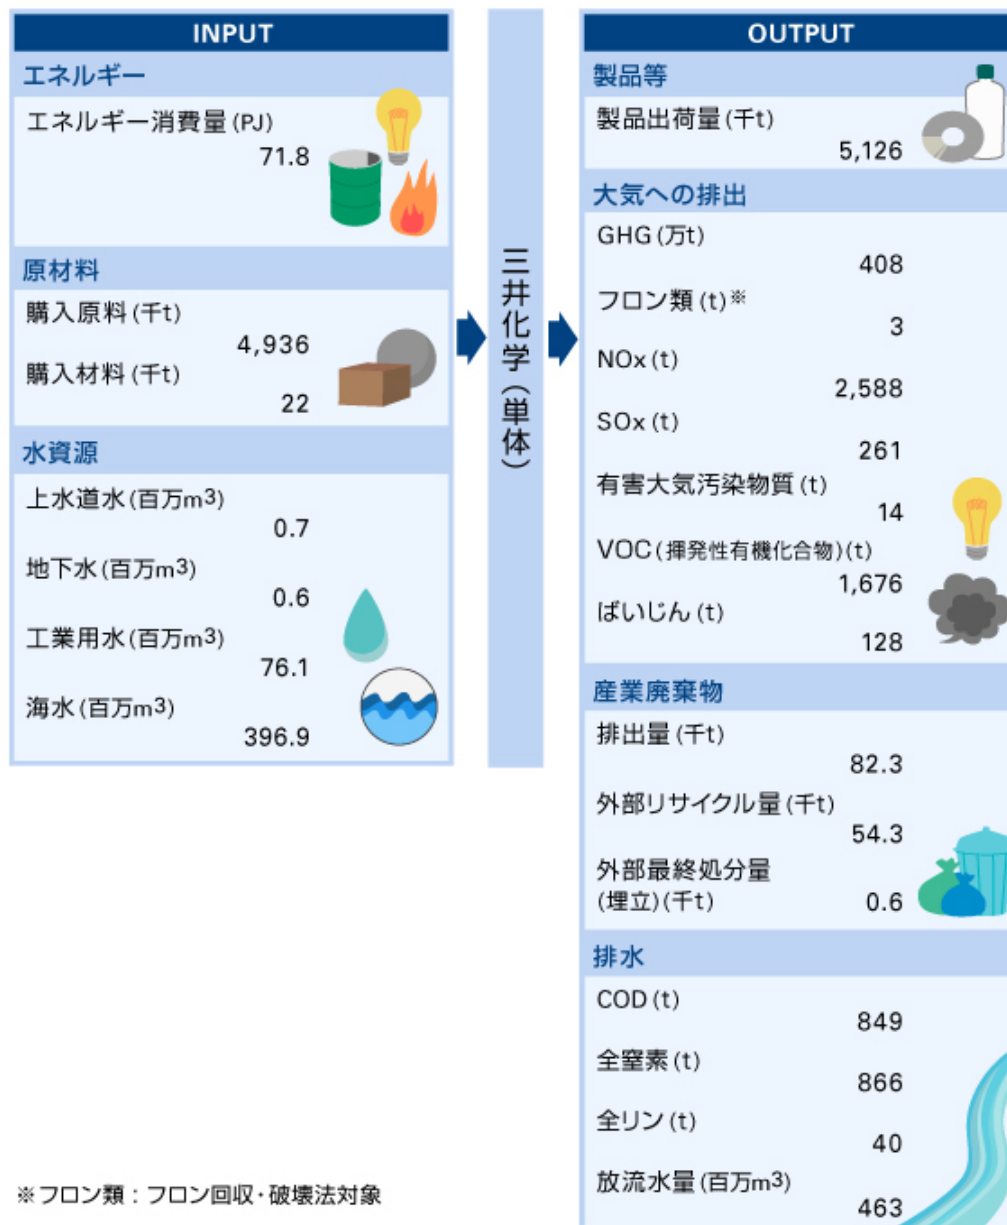 INPUT
エネルギー
エネルギー消費量(PJ)
71.8
原材料
購入原料(千t)
4,936
購入材料(千t)
22
水資源
上水道水(百万m3)
0.7
地下水(百万m3)
0.6
工業用水(百万m3)
76.1
海水(百万m3)
396.9
三井化学(単体)
OUTPUT
製品等
製品出荷量(千t)
5,126
大気への排出
GHG(万t)
408
フロン類(t)※
3
NOx(t)
2,588
SOx(t)
261
有害大気汚染物質(t)
14
VOC(揮発性有機化合物)(t)
1,676
ばいじん(t)
128
産業廃棄物
排出量(千t)
82.3
外部リサイクル量(千t)
54.3
外部最終処分量
(埋立)(千t)
0.6
排水
COD(t)
849
全窒素(t)
866
全リン(t)
40
放流水量(百万m3)
463
※フロン類:フロン回収・破壊法対象